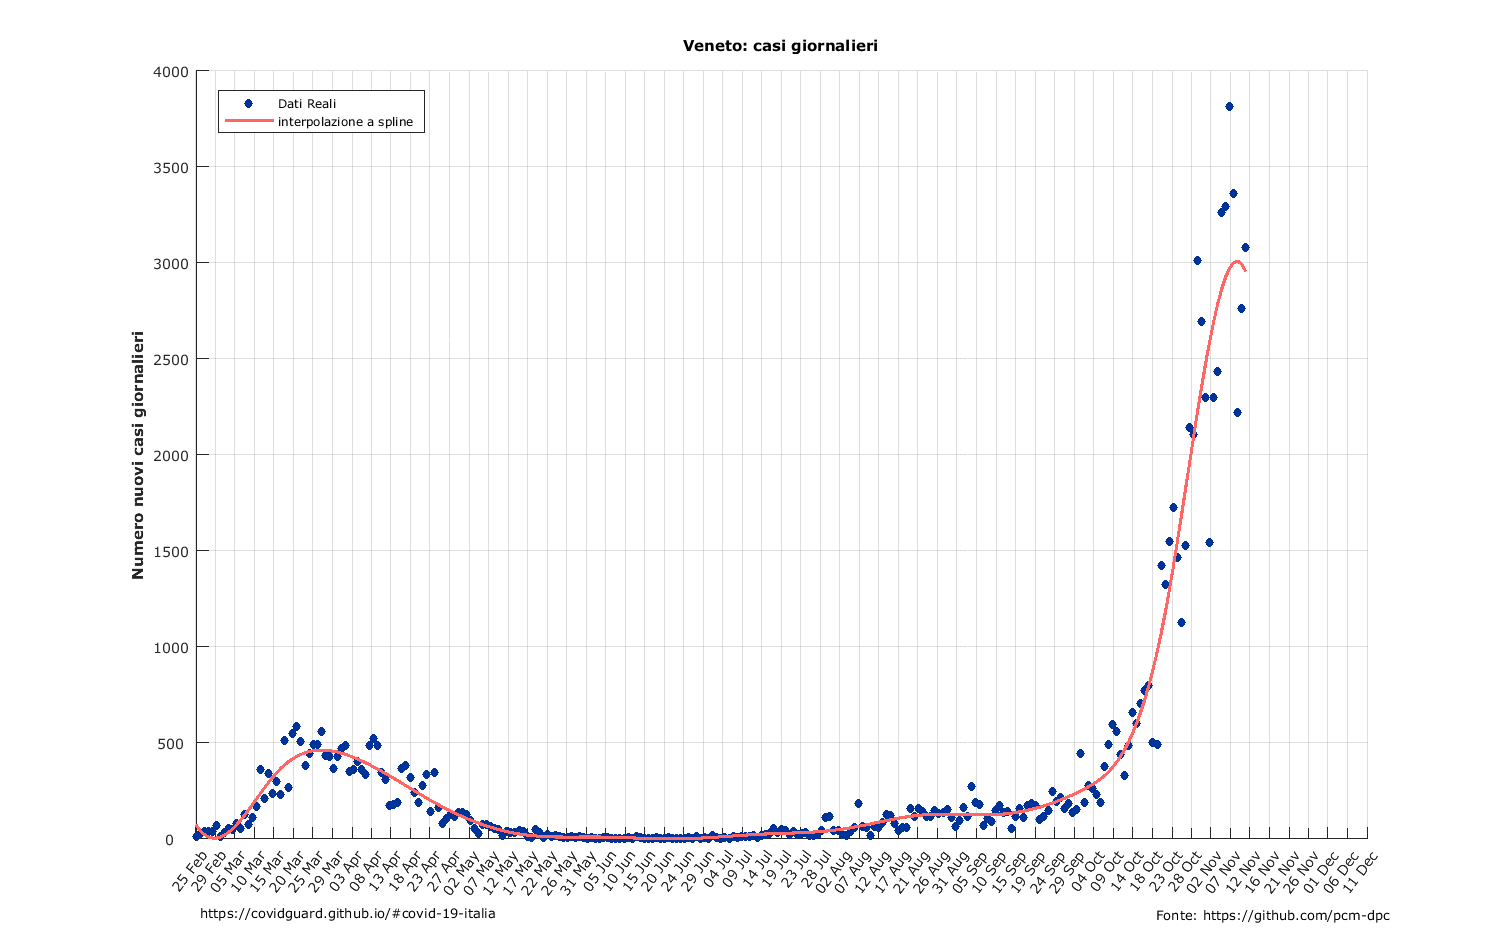 Veneto: casi giornalieri
4000
3500
3000
2500
2000
1500
1000
500
0
Numero nuovi casi giornalieri
Dati Reali
interpolazione a spline
25 Feb
29 Feb
05 Mar
10 Mar
15 Mar
20 Mar
25 Mar
29 Mar
03 Apr
08 Apr
13 Apr
18 Apr
23 Apr
27 Apr
02 May
07 May
12 May
17 May
22 May
26 May
31 May
05 Jun
10 Jun
15 Jun
20 Jun
24 Jun
29 Jun
04 Jul
09 Jul
14 Jul
19 Jul
23 Jul
28 Jul
02 Aug
07 Aug
12 Aug
17 Aug
21 Aug
26 Aug
31 Aug
05 Sep
10 Sep
15 Sep
19 Sep
24 Sep
29 Sep
04 Oct
09 Oct
14 Oct
18 Oct
23 Oct
28 Oct
02 Nov
07 Nov
12 Nov
16 Nov
21 Nov
26 Nov
01 Dec
06 Dec
11 Dec
https://covidguard.github.io/#covid-19-italia
Fonte: https://github.com/pcm-dpc